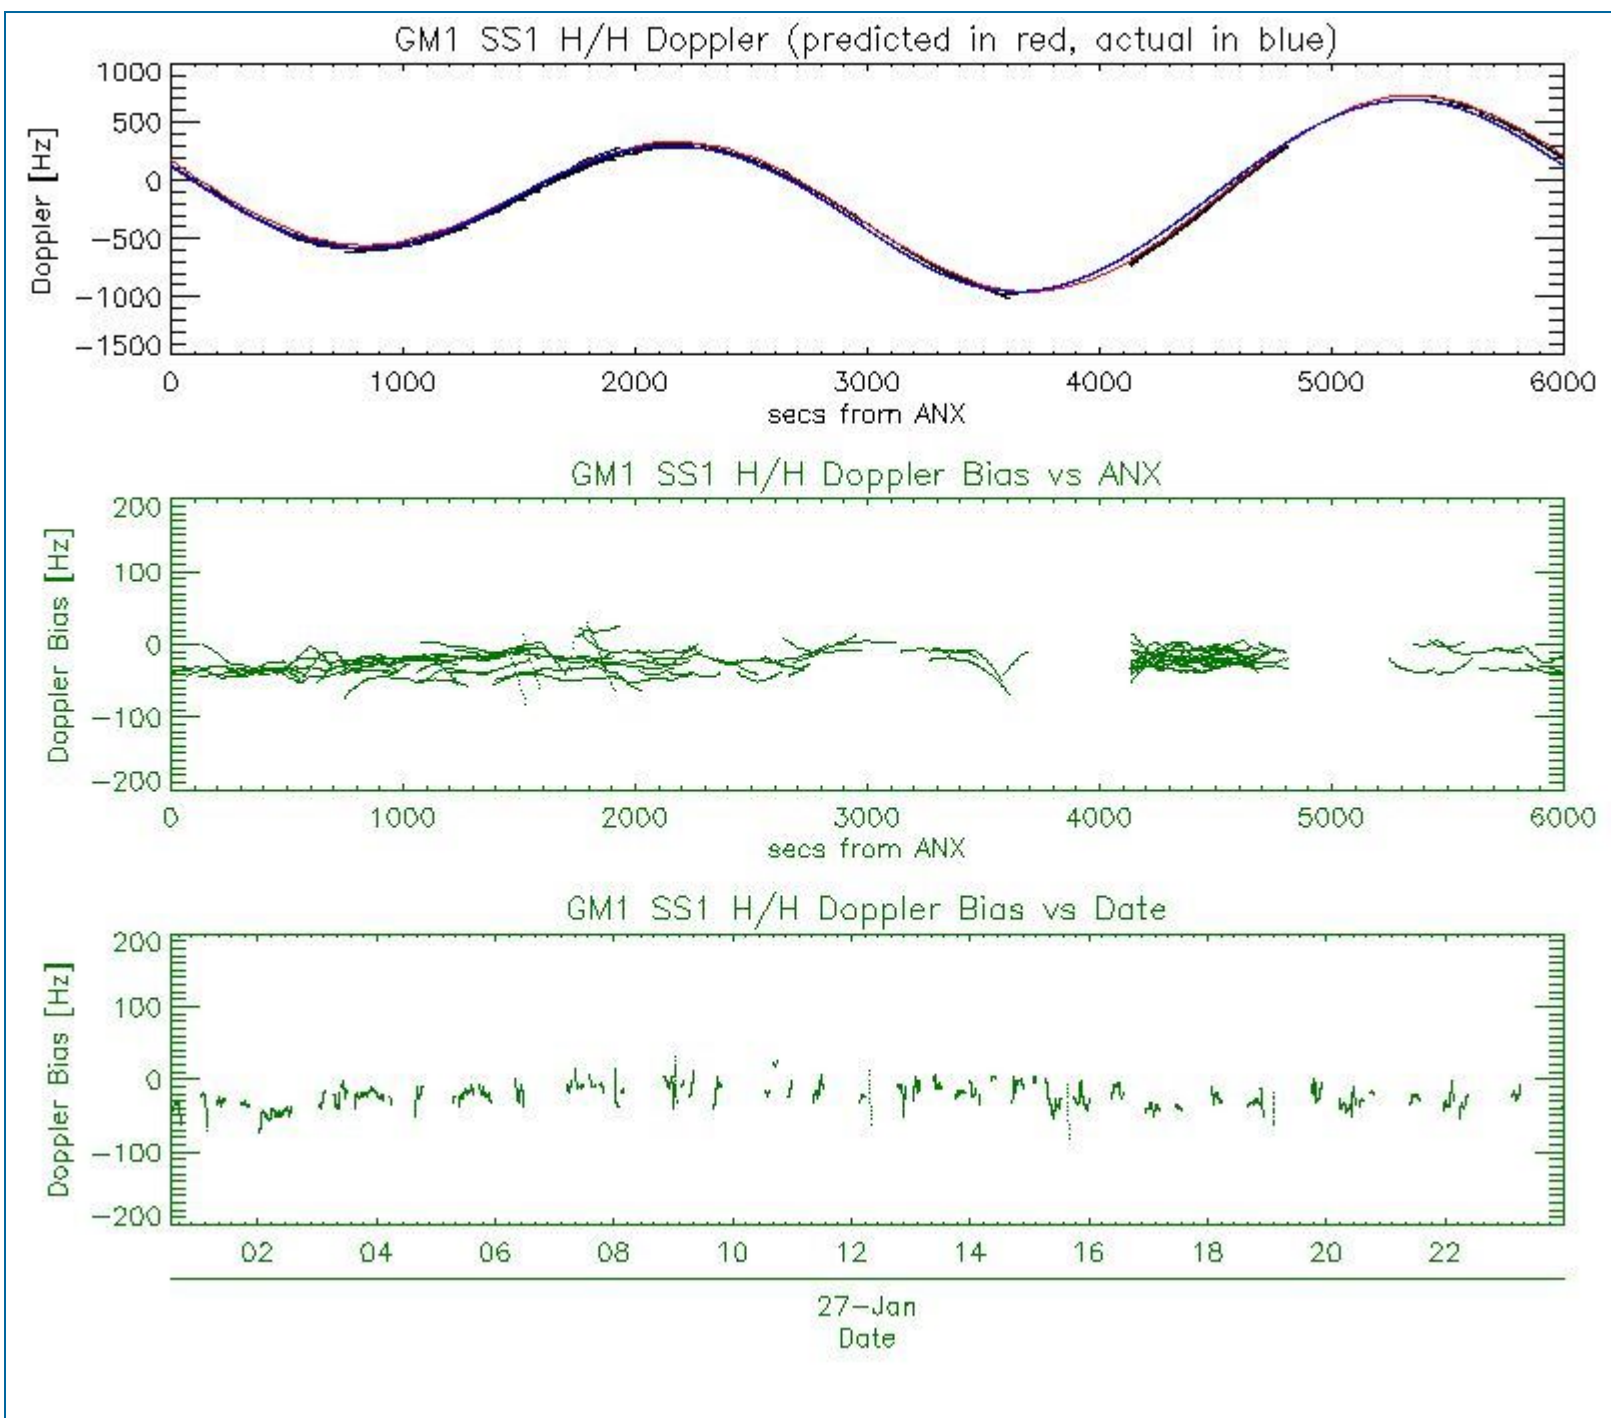 GM1 SS1 H/H Doppler (predicted in red, actual in blue)
Doppler [Hz]
1000
500
0
−500
−1000
−1500
0 1000 2000 3000 4000 5000 6000
secs from ANX
GM1 SS1 H/H Doppler Bias vs ANX
Doppler Bias [Hz]
200
100
0
−100
−200
0 1000 2000 3000 4000 5000 6000
secs from ANX
GM1 SS1 H/H Doppler Bias vs Date
Doppler Bias [Hz]
200
100
0
−100
−200
02 04 06 08 10 12 14 16 18 20 22
27−Jan
Date